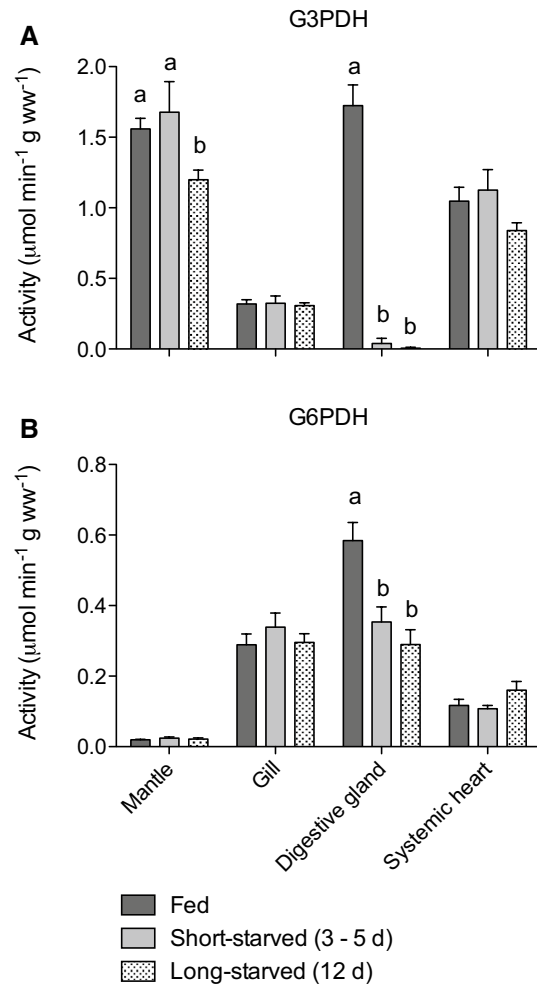 G3PDH
A
2.0
1.5
1.0
0.5
0.0
Activity (μmol min⁻¹ g ww⁻¹)
a a b a b b
G6PDH
B
0.8
0.6
0.4
0.2
0.0
Activity (μmol min⁻¹ g ww⁻¹)
a b b
Mantle
Gill
Digestive gland
Systemic heart
Fed
Short-starved (3 - 5 d)
Long-starved (12 d)